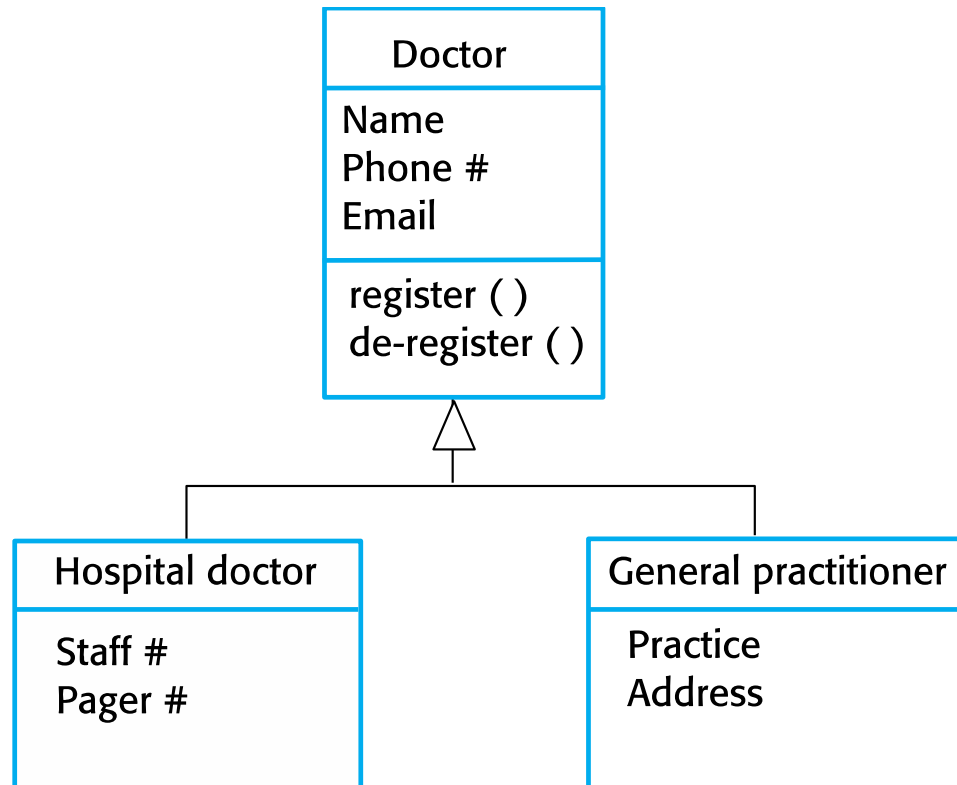 Doctor
Name
Phone #
Email
register ( )
de-register ( )
Hospital doctor
Staff #
Pager #
General practitioner
Practice
Address